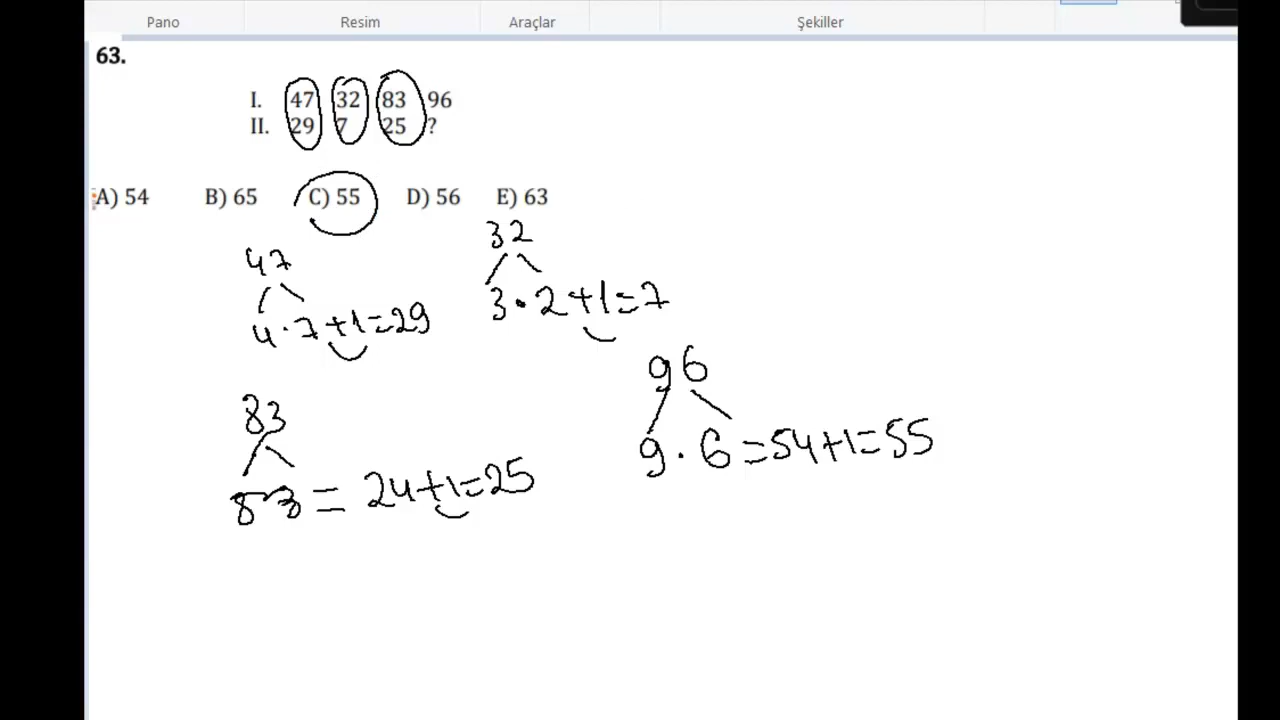 Pano Resim Araçlar Şekiller
63.
I. 47 32 83 96
II. 29 7 25 ?
A) 54 B) 65 C) 55 D) 56 E) 63
47
4·7+1=29
32
3·2+1=7
83
8·3 = 24+1=25
96
9·6=54+1=55